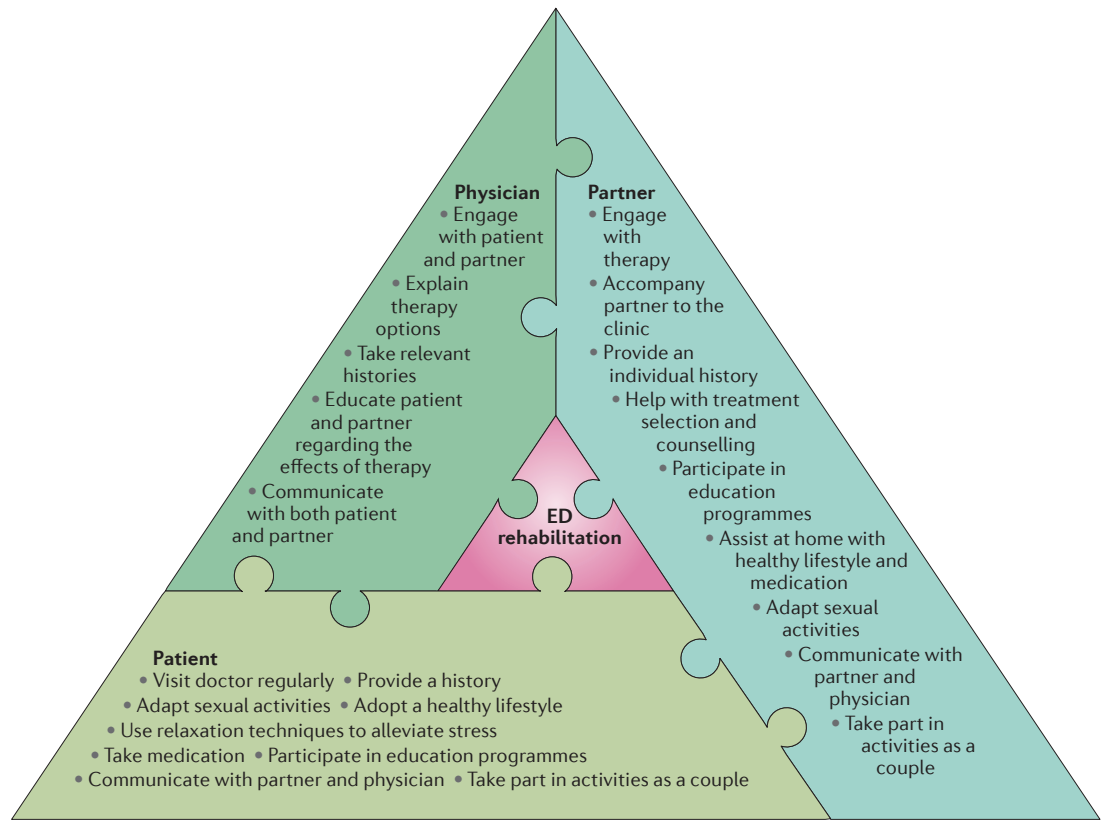 Physician
• Engage
with patient
and partner
• Explain
therapy
options
• Take relevant
histories
• Educate patient
and partner
regarding the
effects of therapy
• Communicate
with both patient
and partner
Partner
• Engage
with
therapy
• Accompany
partner to the
clinic
• Provide an
individual history
• Help with treatment
selection and
counselling
• Participate in
education
programmes
• Assist at home with
healthy lifestyle and
medication
• Adapt sexual
activities
• Communicate with
partner and
physician
• Take part in
activities as a
couple
ED
rehabilitation
Patient
• Visit doctor regularly • Provide a history
• Adapt sexual activities • Adopt a healthy lifestyle
• Use relaxation techniques to alleviate stress
• Take medication • Participate in education programmes
• Communicate with partner and physician • Take part in activities as a couple